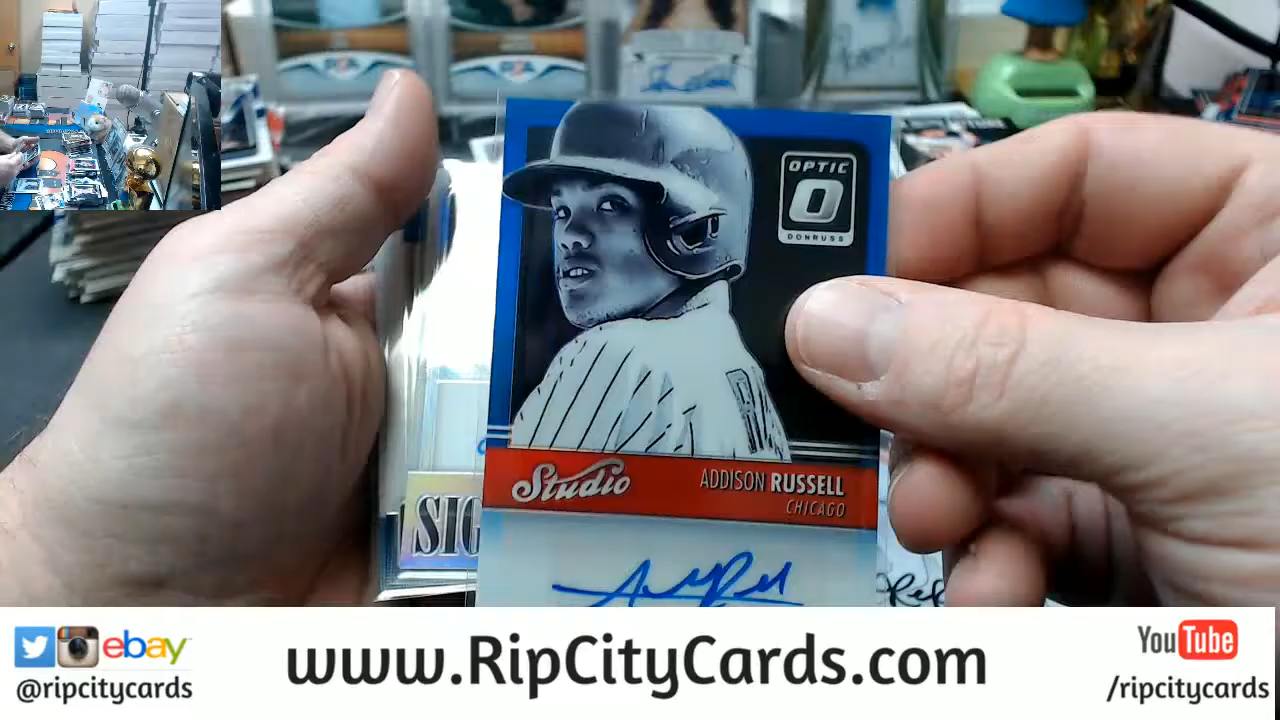 OPTIC
O
DONRUSS
Studio
ADDISON RUSSELL
CHICAGO
SIG
ebay
@ripcitycards
www.RipCityCards.com
YouTube
/ripcitycards